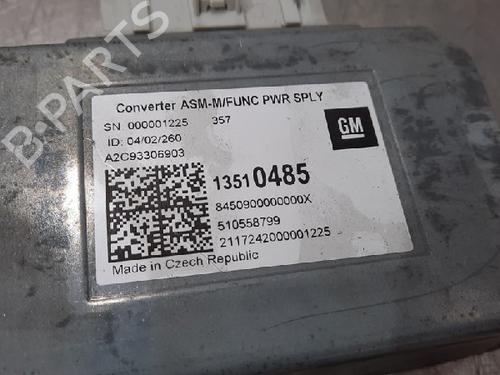 Converter ASM-M/FUNC PWR SPLY
SN 000001225 357
ID: 04/02/260
A2C93306903
GM
13510485
8450900000000X
510558799
2117242000001225
Made in Czech Republic
B-PARTS